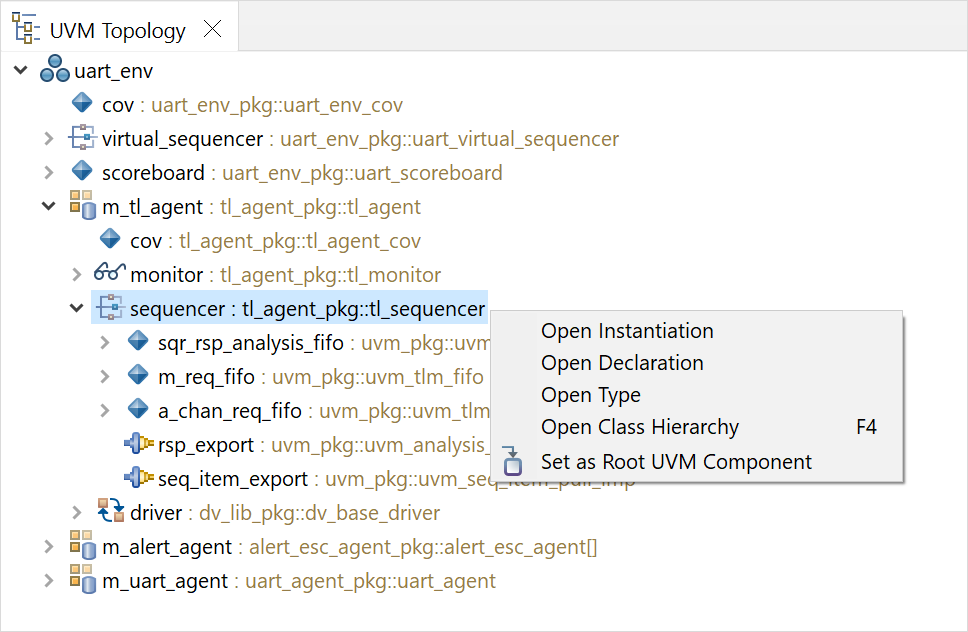 UVM Topology
uart_env
cov : uart_env_pkg::uart_env_cov
virtual_sequencer : uart_env_pkg::uart_virtual_sequencer
scoreboard : uart_env_pkg::uart_scoreboard
m_tl_agent : tl_agent_pkg::tl_agent
cov : tl_agent_pkg::tl_agent_cov
monitor : tl_agent_pkg::tl_monitor
sequencer : tl_agent_pkg::tl_sequencer
sqr_rsp_analysis_fifo : uvm_pkg::uvm
m_req_fifo : uvm_pkg::uvm_tlm_fifo
a_chan_req_fifo : uvm_pkg::uvm_tlm
rsp_export : uvm_pkg::uvm_analysis_
seq_item_export : uvm_pkg::uvm_seq_item_pull_imp
driver : dv_lib_pkg::dv_base_driver
m_alert_agent : alert_esc_agent_pkg::alert_esc_agent[]
m_uart_agent : uart_agent_pkg::uart_agent
Open Instantiation
Open Declaration
Open Type
Open Class Hierarchy F4
Set as Root UVM Component